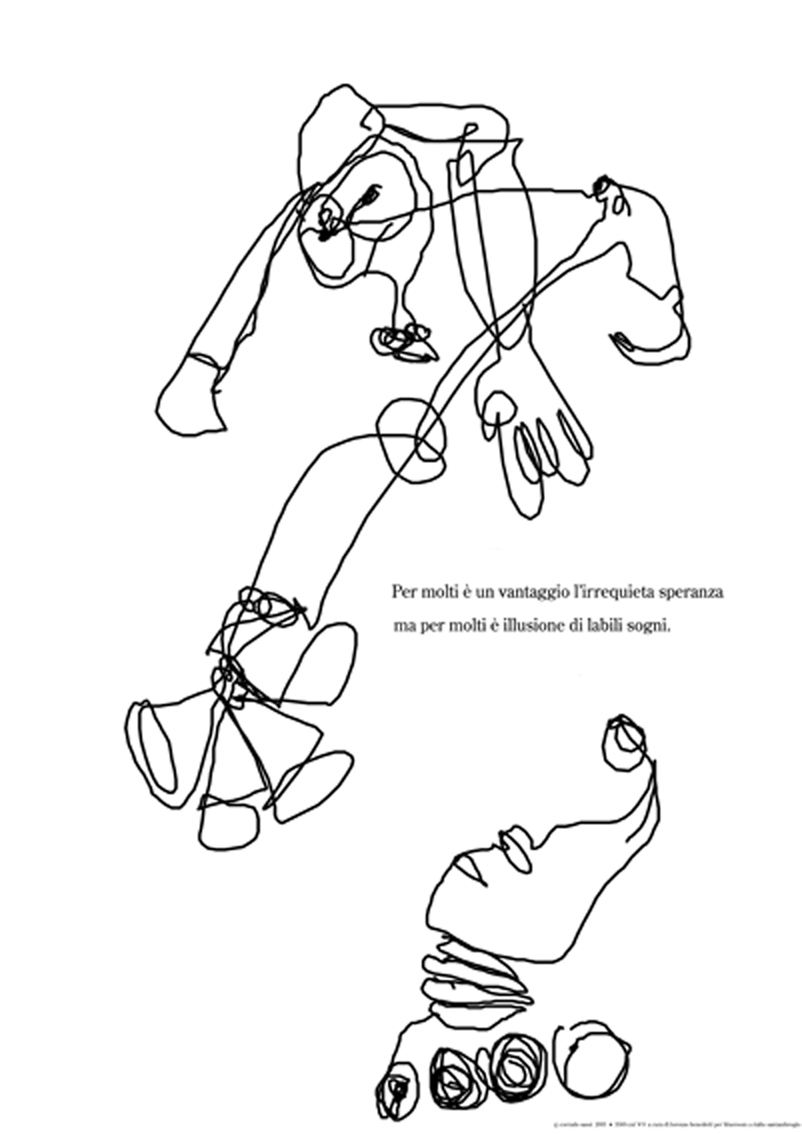 Per molti è un vantaggio l'irrequieta speranza
ma per molti è illusione di labili sogni.